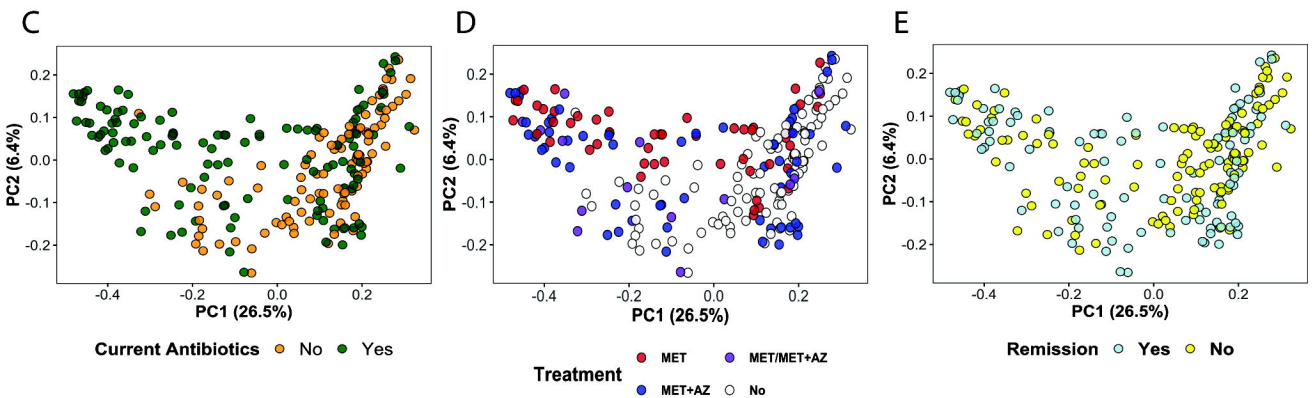 C
D
E
PC2 (6.4%)
0.2
0.1
0.0
-0.1
-0.2
-0.4
-0.2
0.0
0.2
PC1 (26.5%)
Current Antibiotics No Yes
PC2 (6.4%)
0.2
0.1
0.0
-0.1
-0.2
-0.4
-0.2
0.0
0.2
PC1 (26.5%)
Treatment
MET
MET/MET+AZ
MET+AZ
No
PC2 (6.4%)
0.2
0.1
0.0
-0.1
-0.2
-0.4
-0.2
0.0
0.2
PC1 (26.5%)
Remission Yes No